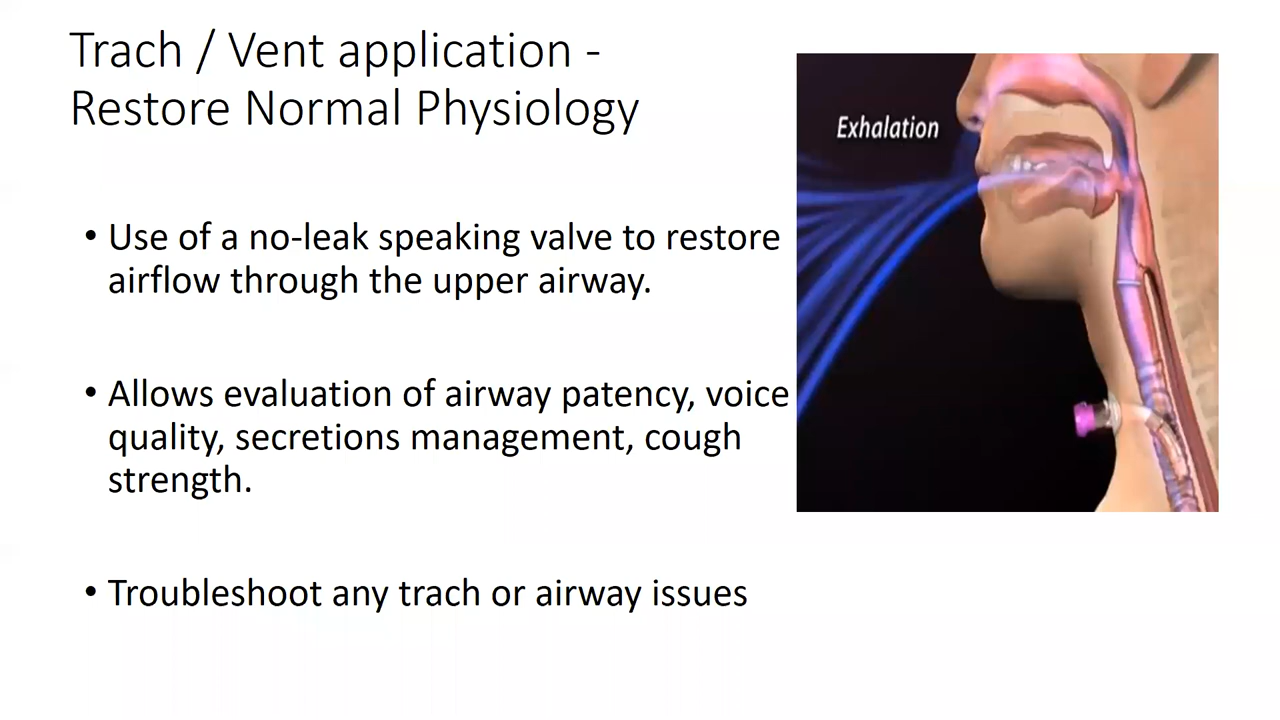 Trach / Vent application -
Restore Normal Physiology
Exhalation
• Use of a no-leak speaking valve to restore
airflow through the upper airway.
• Allows evaluation of airway patency, voice
quality, secretions management, cough
strength.
• Troubleshoot any trach or airway issues